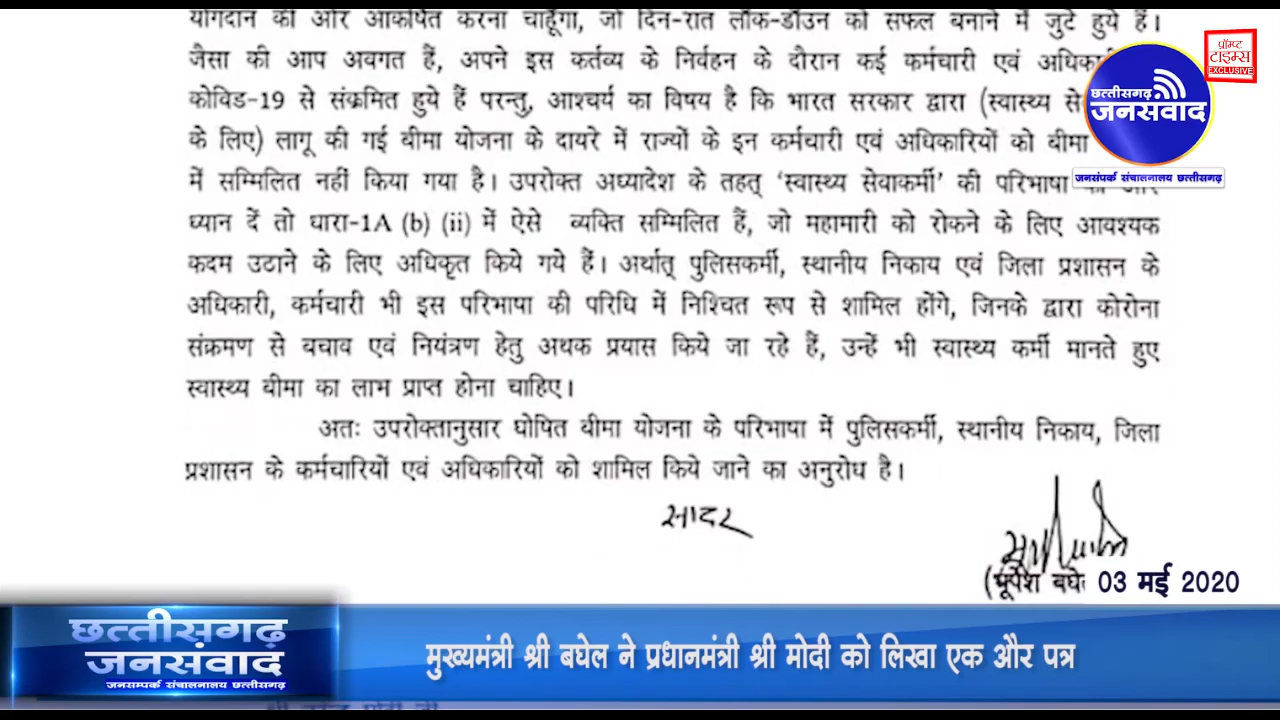 योगदान की ओर आकर्षित करना चाहूँगा, जो दिन-रात लॉक-डॉउन को सफल बनाने में जुटे हुये हैं।
जैसा की आप अवगत हैं, अपने इस कर्तव्य के निर्वहन के दौरान कई कर्मचारी एवं
कोविड-19 से संक्रमित हुये हैं परन्तु, आश्चर्य का विषय है कि भारत सरकार द्वारा (स्वास्थ्य
के लिए) लागू की गई बीमा योजना के दायरे में राज्यों के इन कर्मचारी एवं अधिकारियों को बीमा
में सम्मिलित नहीं किया गया है। उपरोक्त अध्यादेश के तहत् ‘स्वास्थ्य सेवाकर्मी’ की परिभाषा
ध्यान दें तो धारा-1A (b) (ii) में ऐसे व्यक्ति सम्मिलित हैं, जो महामारी को रोकने के लिए आवश्यक
कदम उटाने के लिए अधिकृत किये गये हैं। अर्थात् पुलिसकर्मी, स्थानीय निकाय एवं जिला प्रशासन के
अधिकारी, कर्मचारी भी इस परिभाषा की परिधि में निश्चित रूप से शामिल होंगे, जिनके द्वारा कोरोना
संक्रमण से बचाव एवं नियंत्रण हेतु अथक प्रयास किये जा रहे हैं, उन्हें भी स्वास्थ्य कर्मी मानते हुए
स्वास्थ्य बीमा का लाभ प्राप्त होना चाहिए।
अतः उपरोक्तानुसार घोषित बीमा योजना के परिभाषा में पुलिसकर्मी, स्थानीय निकाय, जिला
प्रशासन के कर्मचारियों एवं अधिकारियों को शामिल किये जाने का अनुरोध है।
सादर
(भूपेश
03 मई 2020
प्रॉम्प्ट
टाइम्स
EXCLUSIVE
छत्तीसगढ़
जनसंवाद
जनसंपर्क संचालनालय छत्तीसगढ़
छत्तीसगढ़
जनसंवाद
जनसम्पर्क संचालनालय छत्तीसगढ़
मुख्यमंत्री श्री बघेल ने प्रधानमंत्री श्री मोदी को लिखा एक और पत्र